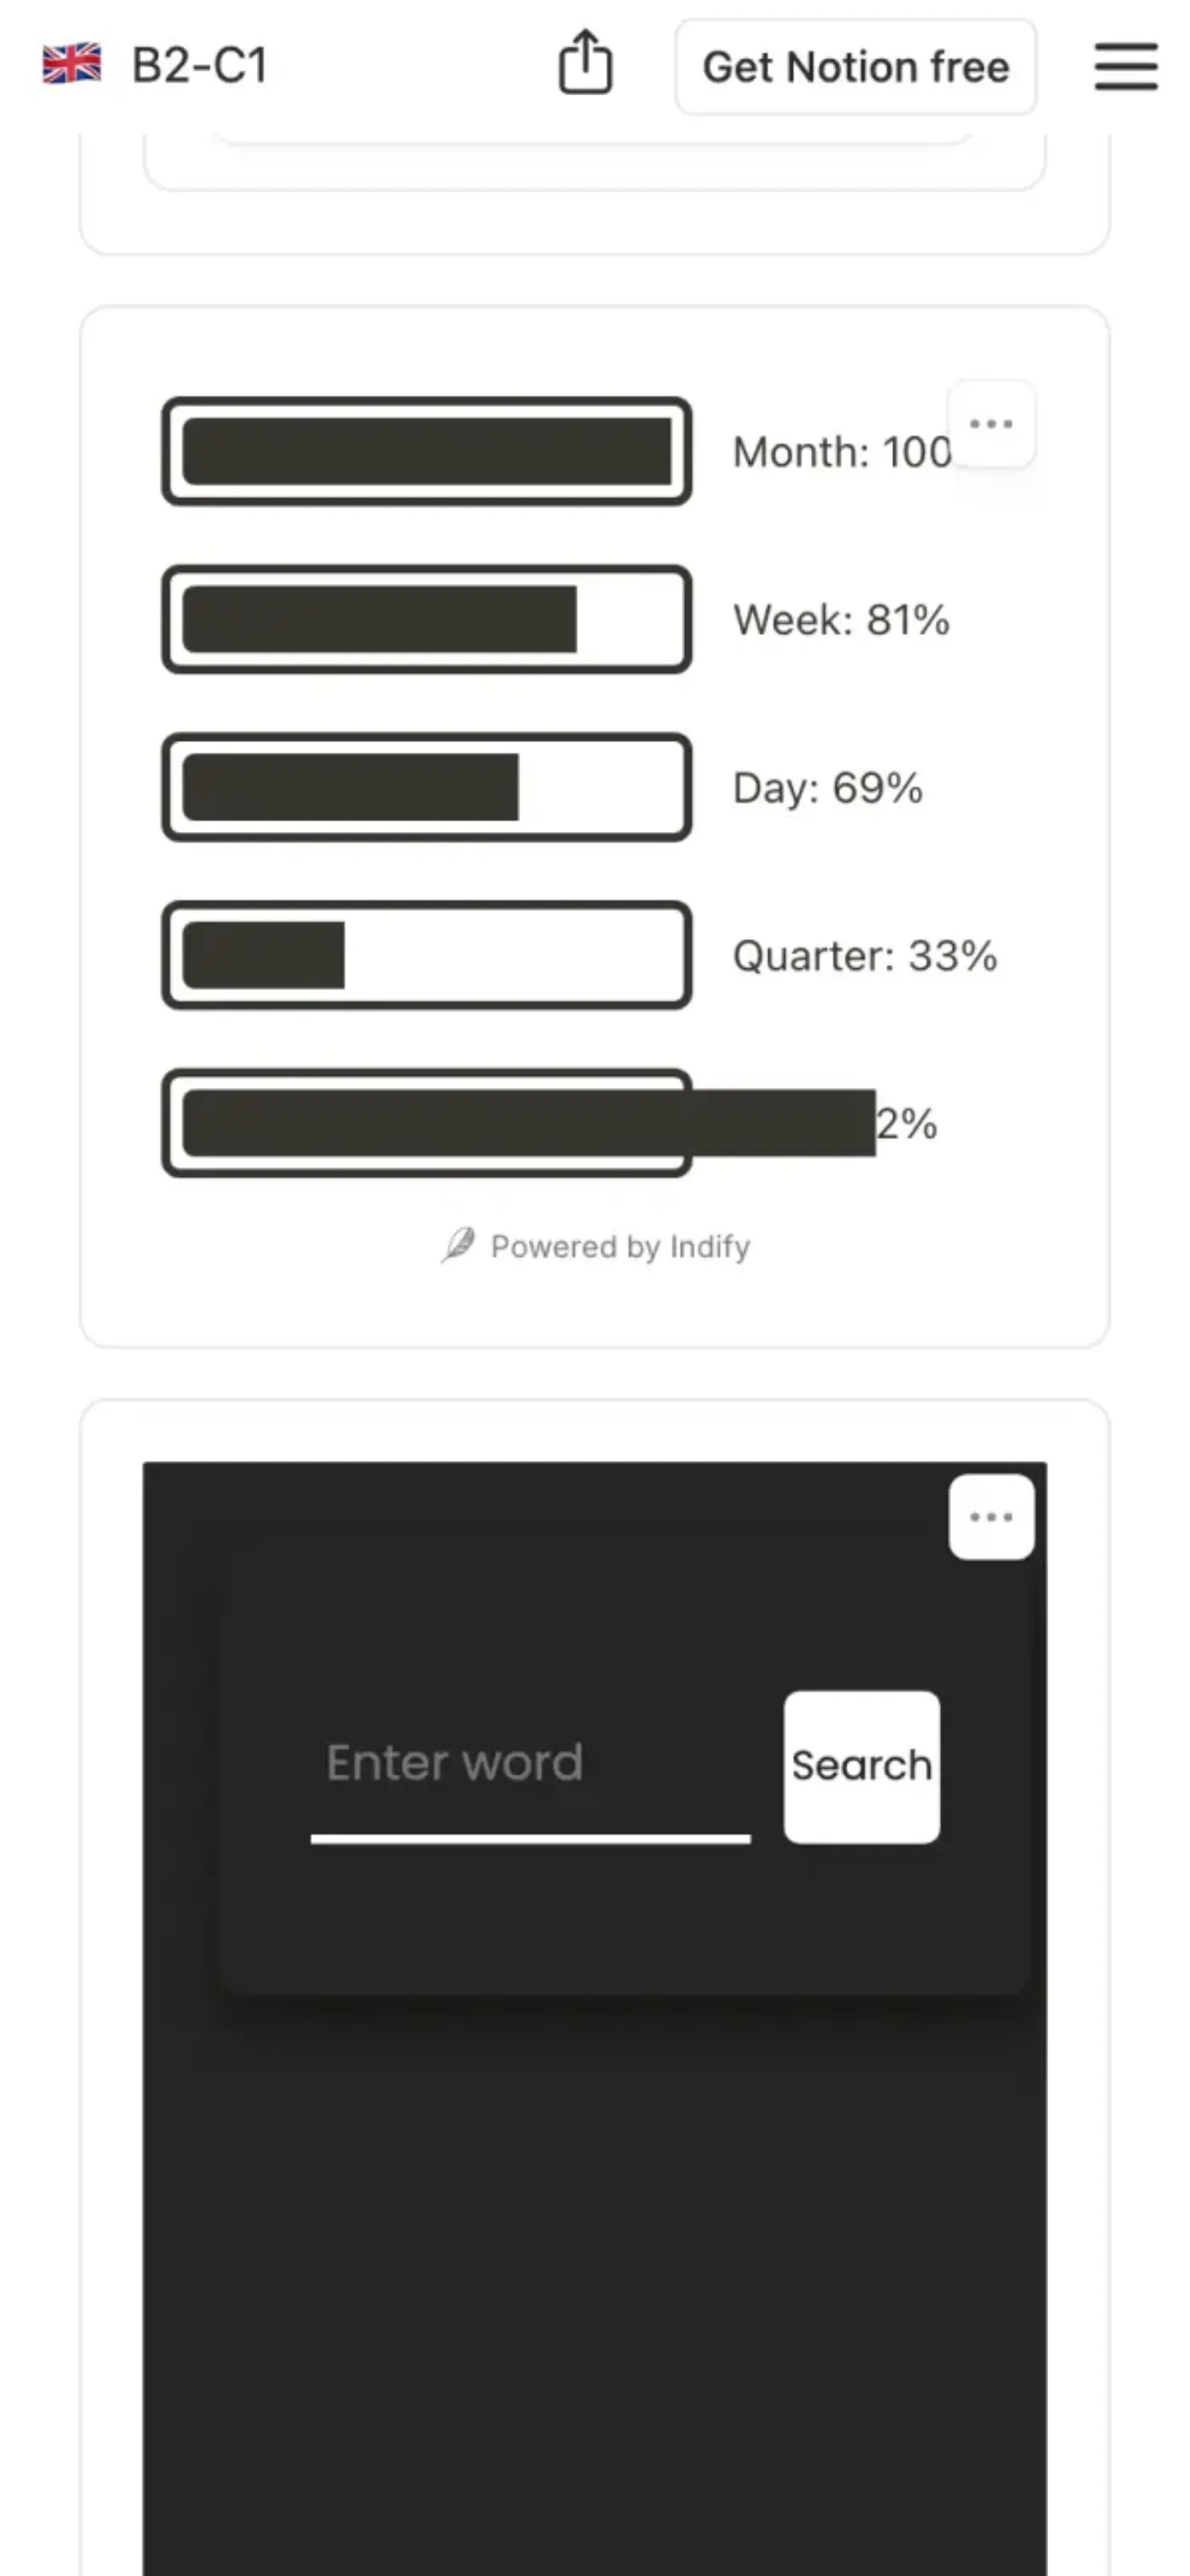 B2-C1
Get Notion free
Month: 100
Week: 81%
Day: 69%
Quarter: 33%
2%
Powered by Indify
Enter word
Search